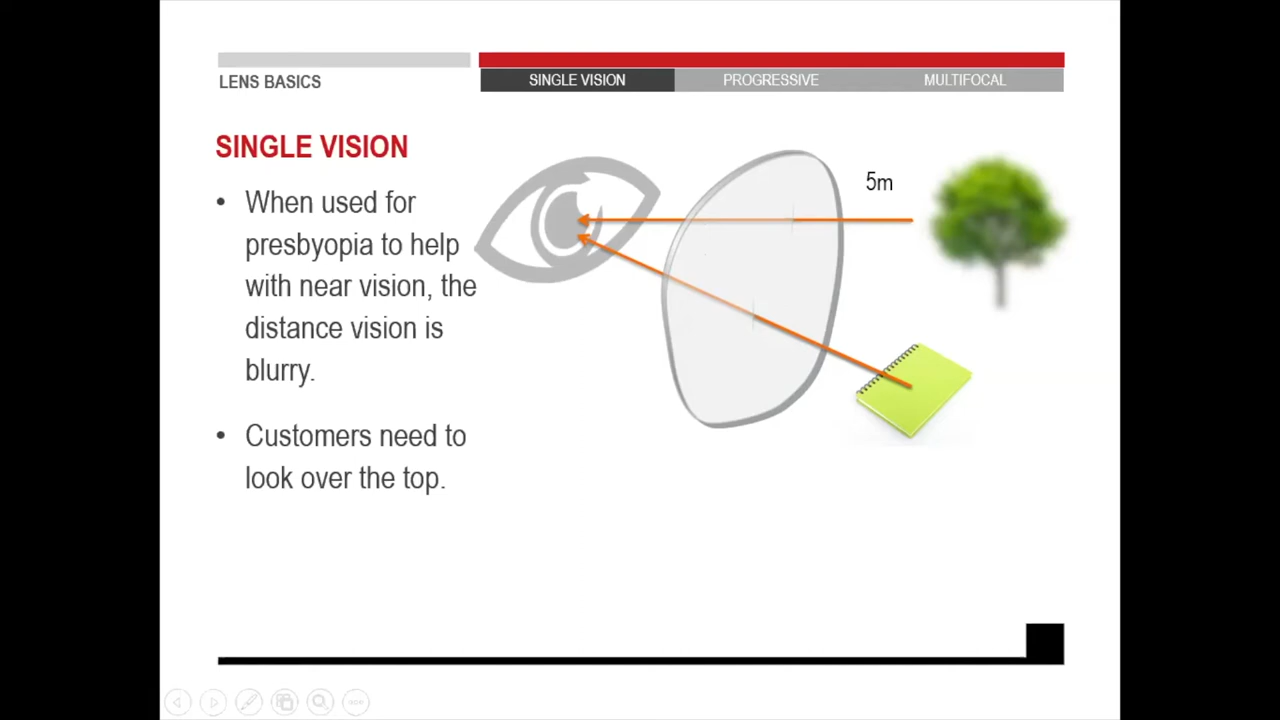 LENS BASICS
SINGLE VISION
PROGRESSIVE
MULTIFOCAL
SINGLE VISION
• When used for
presbyopia to help
with near vision, the
distance vision is
blurry.
• Customers need to
look over the top.
5m